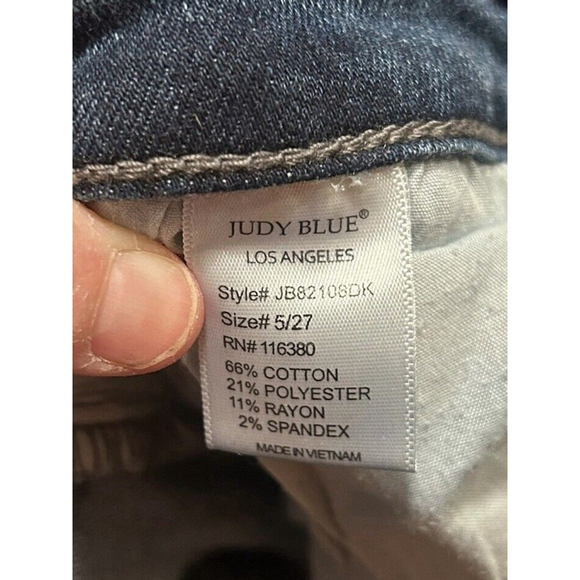 JUDY BLUE®
LOS ANGELES
Style# JB82106DK
Size# 5/27
RN# 116380
66% COTTON
21% POLYESTER
11% RAYON
2% SPANDEX
MADE IN VIETNAM